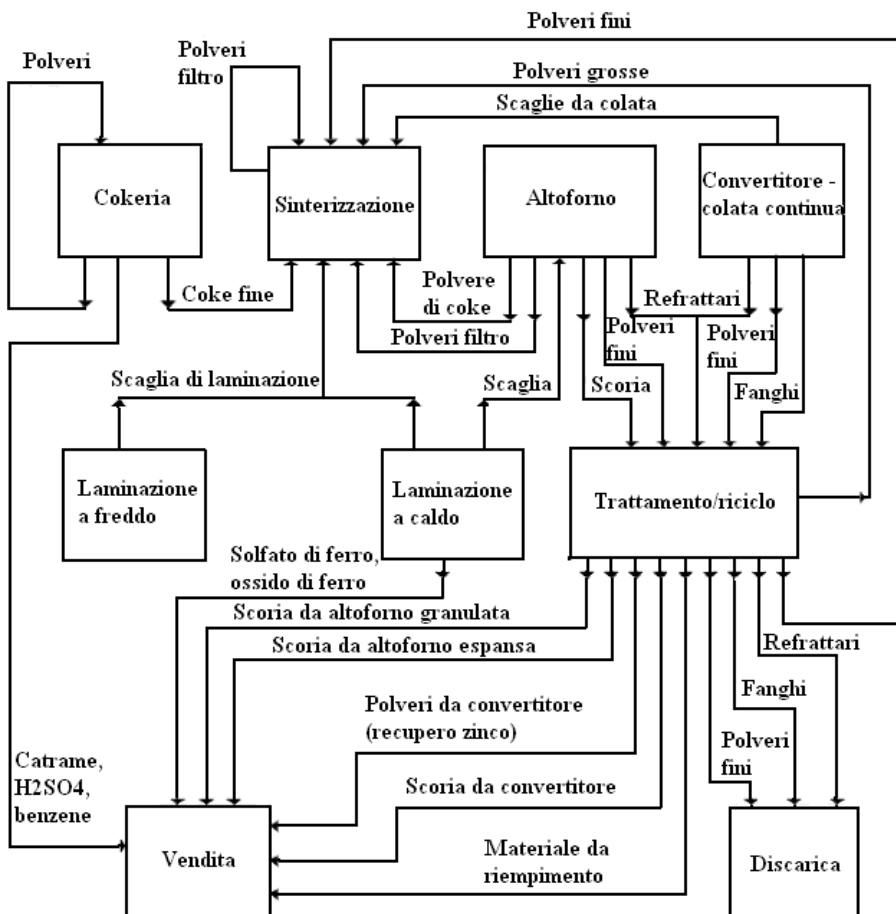 Polveri fini
Polveri
Polveri
filtro
Polveri grosse
Scaglie da colata
Cokeria
Sinterizzazione
Altoforno
Convertitore -
colata continua
Coke fine
Polvere
di coke
Refrattari
Polveri filtro
Polveri
fini
Polveri
fini
Scaglia di laminazione
Scaglia
Scoria
Fanghi
Laminazione
a freddo
Laminazione
a caldo
Trattamento/riciclo
Solfato di ferro,
ossido di ferro
Scoria da altoforno granulata
Scoria da altoforno espansa
Refrattari
Fanghi
Polveri da convertitore
(recupero zinco)
Polveri
fini
Catrame,
H2SO4,
benzene
Scoria da convertitore
Vendita
Materiale da
riempimento
Discarica